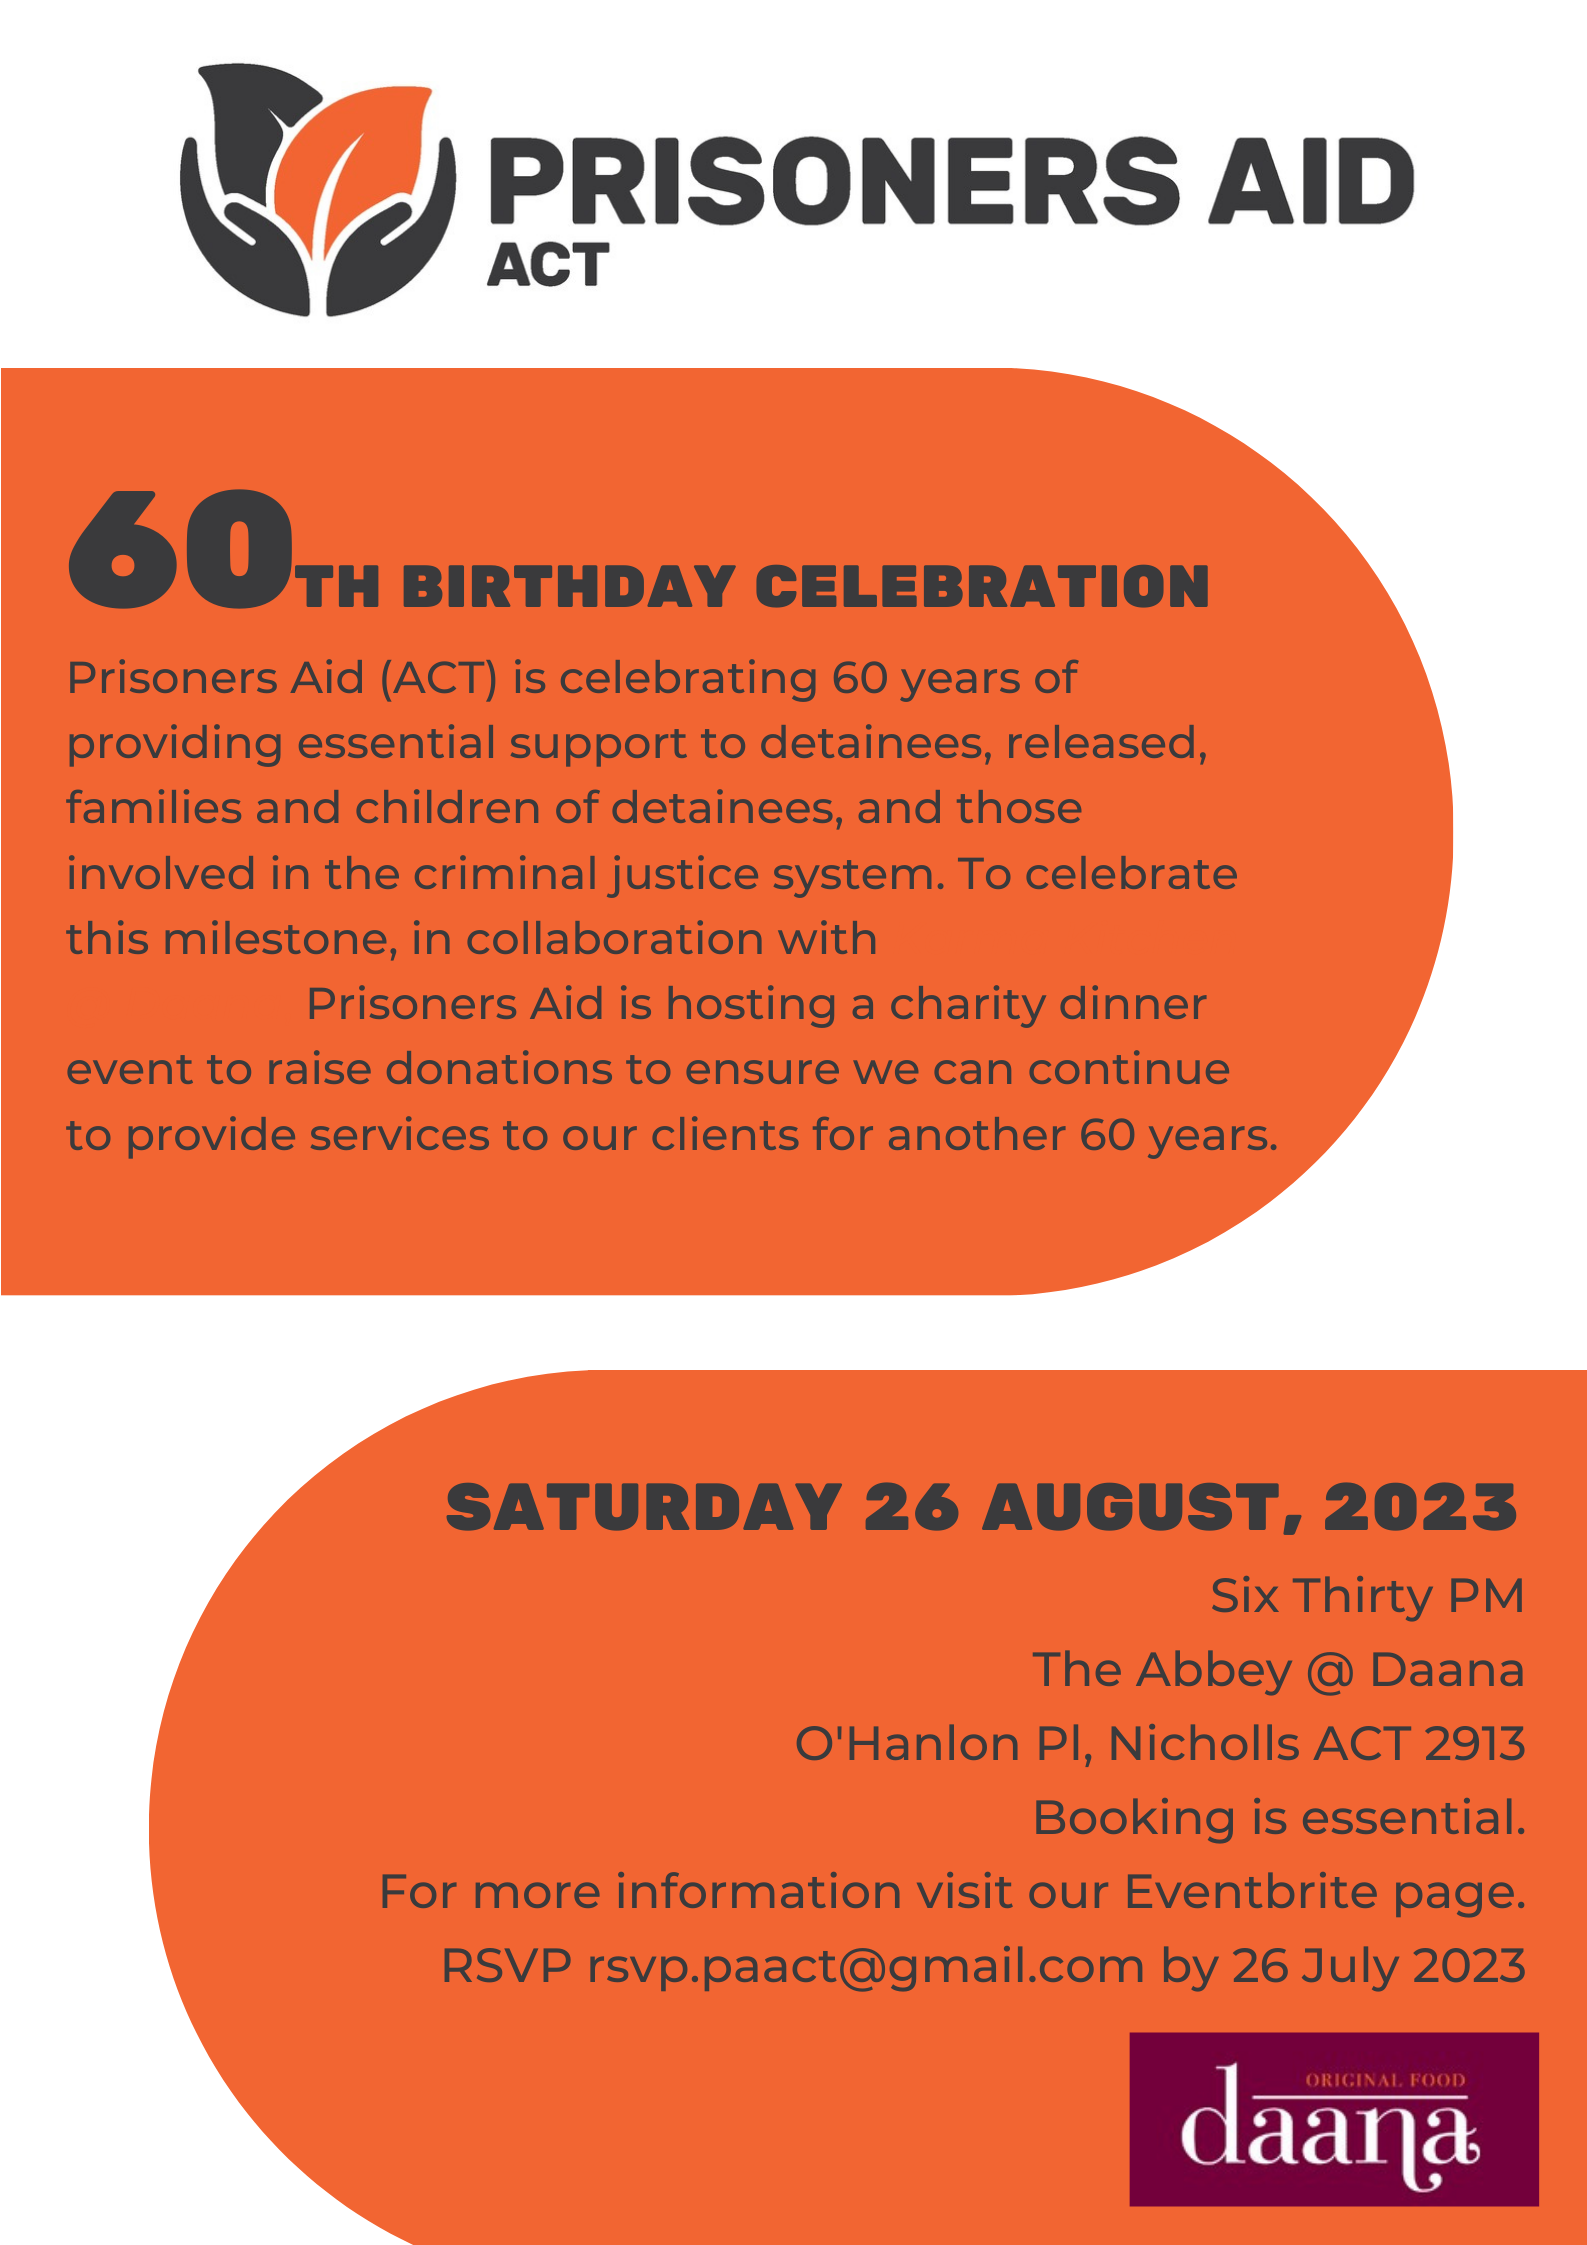 PRISONERS AID
ACT
60TH BIRTHDAY CELEBRATION
Prisoners Aid (ACT) is celebrating 60 years of
providing essential support to detainees, released,
families and children of detainees, and those
involved in the criminal justice system. To celebrate
this milestone, in collaboration with
Prisoners Aid is hosting a charity dinner
event to raise donations to ensure we can continue
to provide services to our clients for another 60 years.
SATURDAY 26 AUGUST, 2023
Six Thirty PM
The Abbey @ Daana
O'Hanlon Pl, Nicholls ACT 2913
Booking is essential.
For more information visit our Eventbrite page.
RSVP rsvp.paact@gmail.com by 26 July 2023
ORIGINAL FOOD
daana